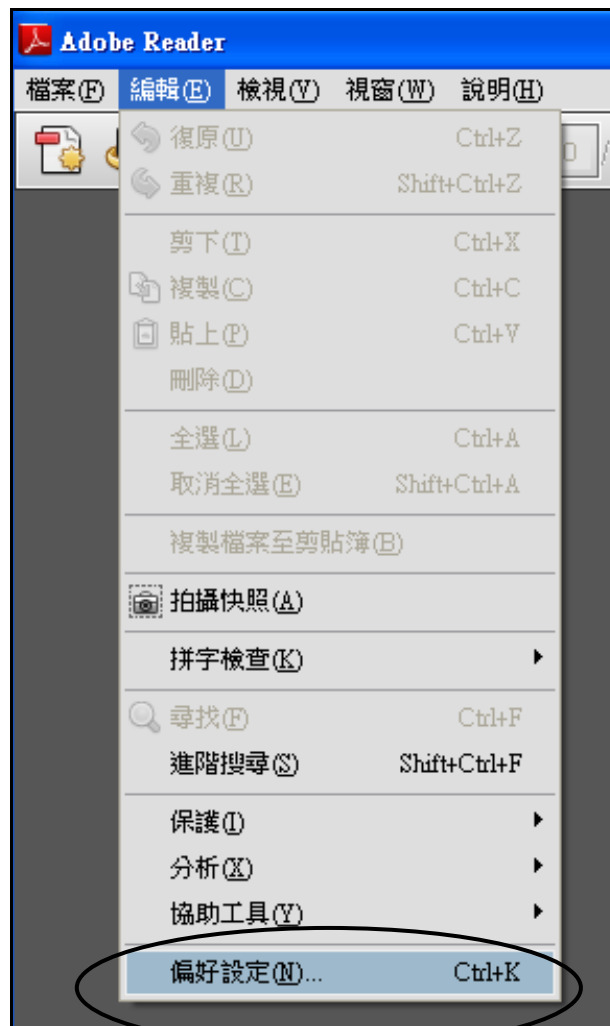 Adobe Reader
檔案(F) 編輯(E) 檢視(V) 視窗(W) 說明(H)
復原(U) Ctrl+Z
重複(R) Shift+Ctrl+Z
剪下(T) Ctrl+X
複製(C) Ctrl+C
貼上(P) Ctrl+V
刪除(D)
全選(L) Ctrl+A
取消全選(E) Shift+Ctrl+A
複製檔案至剪貼簿(B)
拍攝快照(A)
拼字檢查(K)
尋找(F) Ctrl+F
進階搜尋(S) Shift+Ctrl+F
保護(I)
分析(X)
協助工具(Y)
偏好設定(N)... Ctrl+K